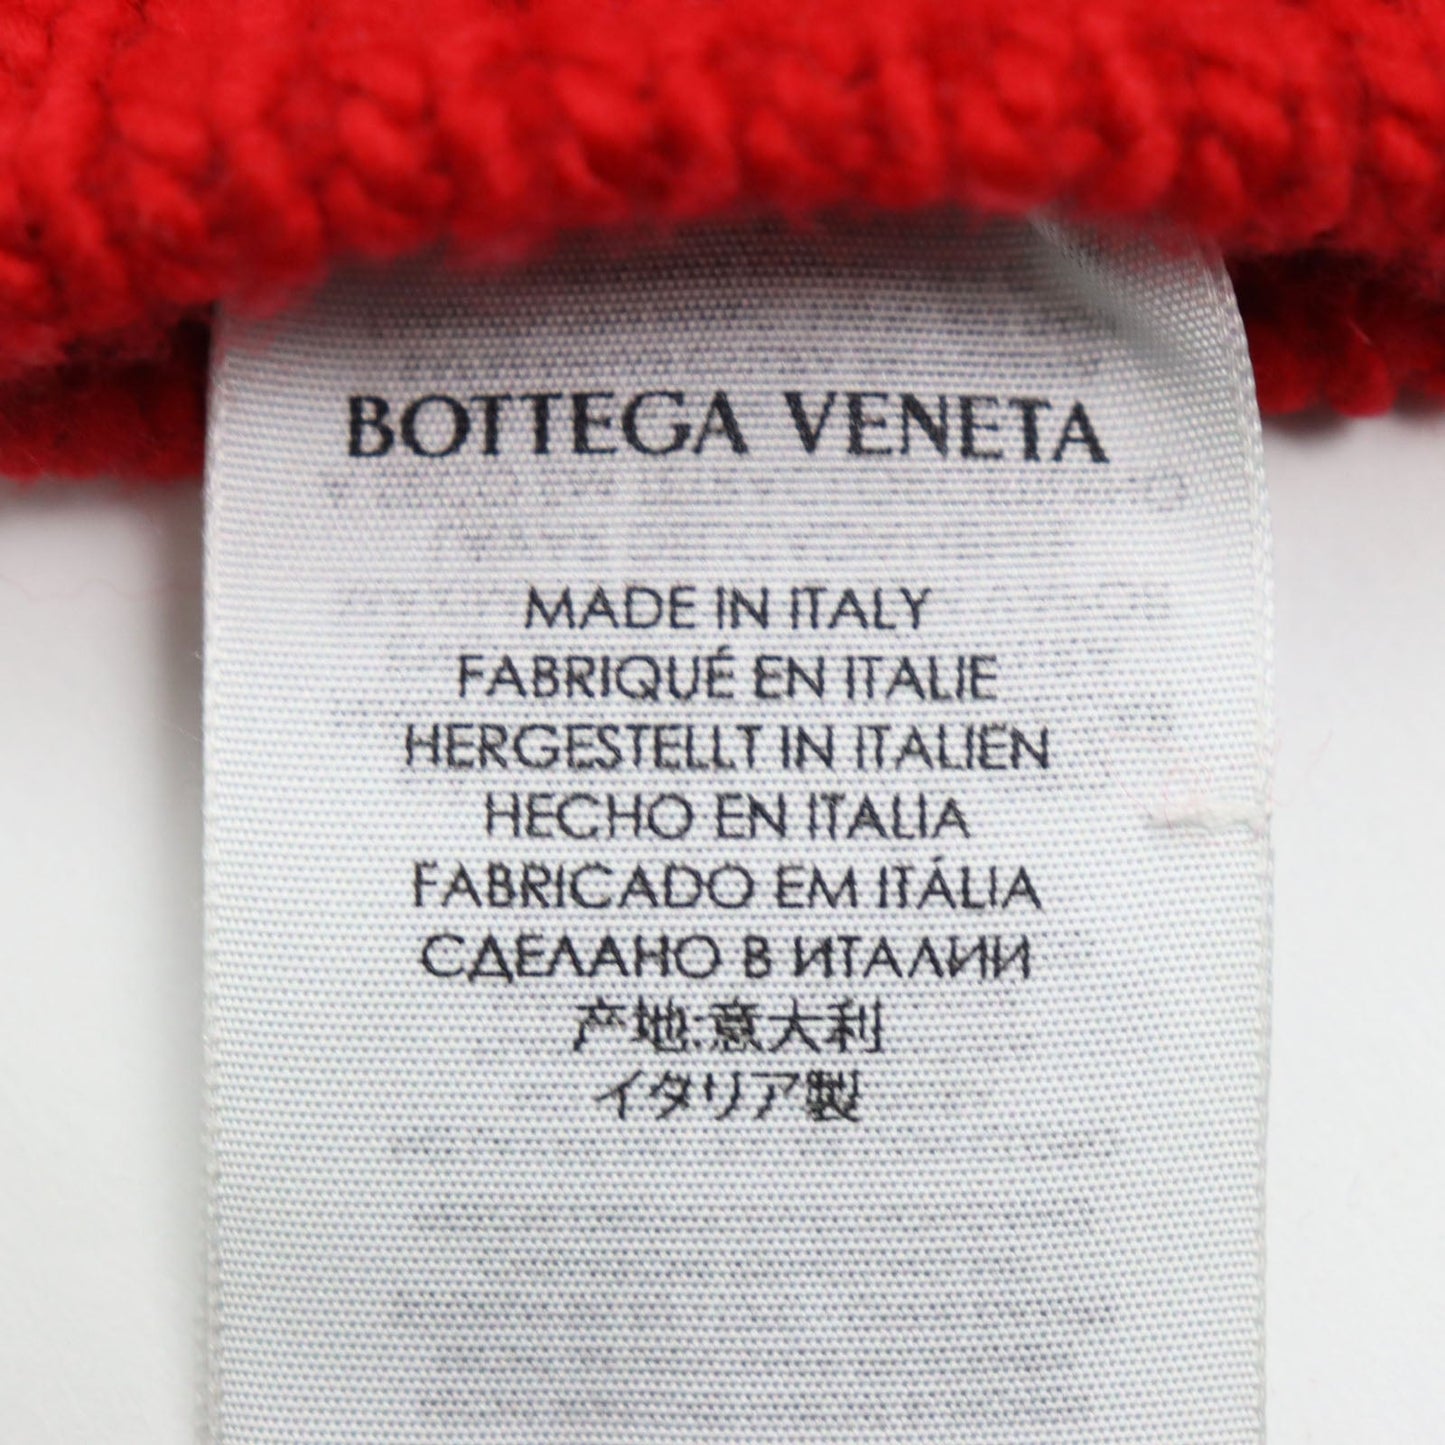 BOTTEGA VENETA
MADE IN ITALY
FABRIQUÉ EN ITALIE
HERGESTELLT IN ITALIEN
HECHO EN ITALIA
FABRICADO EM ITÁLIA
СДЕЛАНО В ИТАЛИИ
产地:意大利
イタリア製